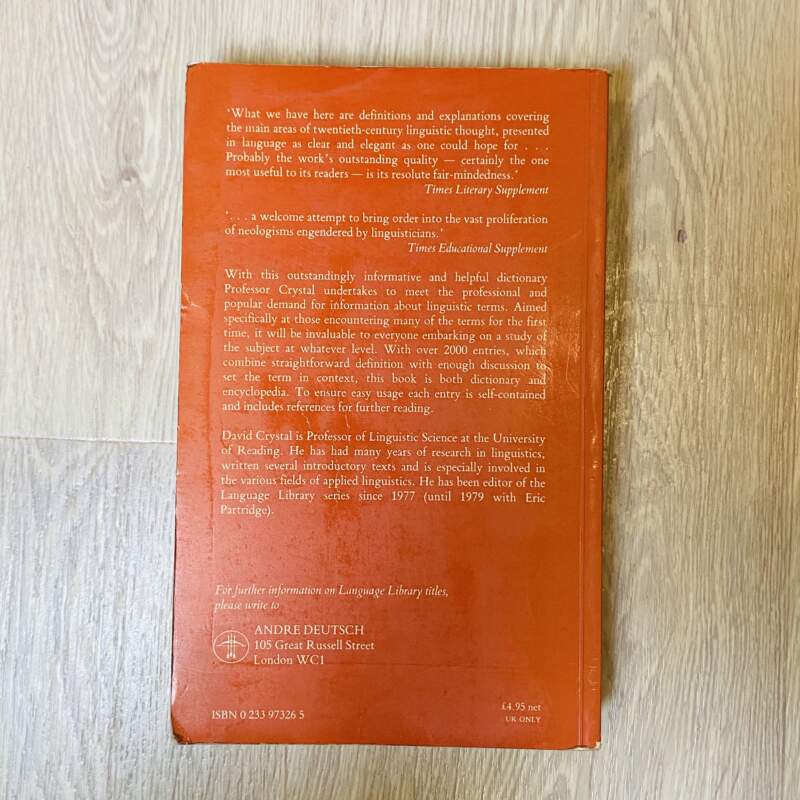 ‘What we have here are definitions and explanations covering
the main areas of twentieth-century linguistic thought, presented
in language as clear and elegant as one could hope for . . .
Probably the work’s outstanding quality — certainly the one
most useful to its readers — is its resolute fair-mindedness.’
Times Literary Supplement
‘. . . a welcome attempt to bring order into the vast proliferation
of neologisms engendered by linguisticians.’
Times Educational Supplement
With this outstandingly informative and helpful dictionary
Professor Crystal undertakes to meet the professional and
popular demand for information about linguistic terms. Aimed
specifically at those encountering many of the terms for the first
time, it will be invaluable to everyone embarking on a study of
the subject at whatever level. With over 2000 entries, which
combine straightforward definition with enough discussion to
set the term in context, this book is both dictionary and
encyclopedia. To ensure easy usage each entry is self-contained
and includes references for further reading.
David Crystal is Professor of Linguistic Science at the University
of Reading. He has had many years of research in linguistics,
written several introductory texts and is especially involved in
the various fields of applied linguistics. He has been editor of the
Language Library series since 1977 (until 1979 with Eric
Partridge).
For further information on Language Library titles,
please write to
ANDRE DEUTSCH
105 Great Russell Street
London WC1
ISBN 0 233 97326 5
£4.95 net
UK ONLY